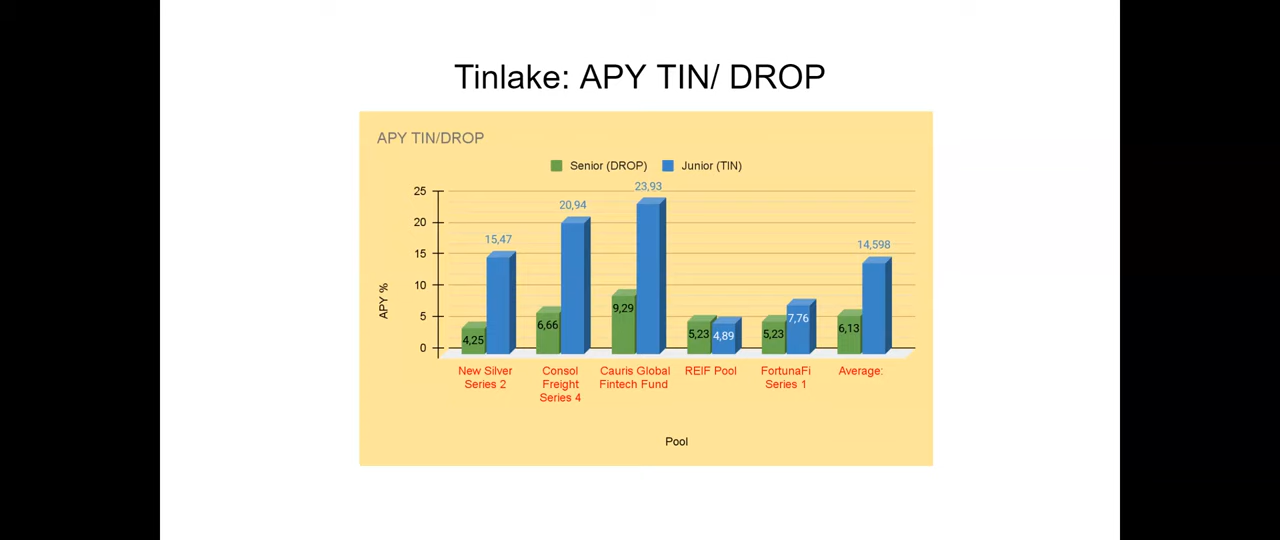 Tinlake: APY TIN/ DROP
APY TIN/DROP
Senior (DROP) Junior (TIN)
25
20
15
10
5
0
APY %
4,25
15,47
6,66
20,94
9,29
23,93
5,23
4,89
5,23
7,76
6,13
14,598
New Silver
Series 2
Consol
Freight
Series 4
Cauris Global
Fintech Fund
REIF Pool
FortunaFi
Series 1
Average:
Pool